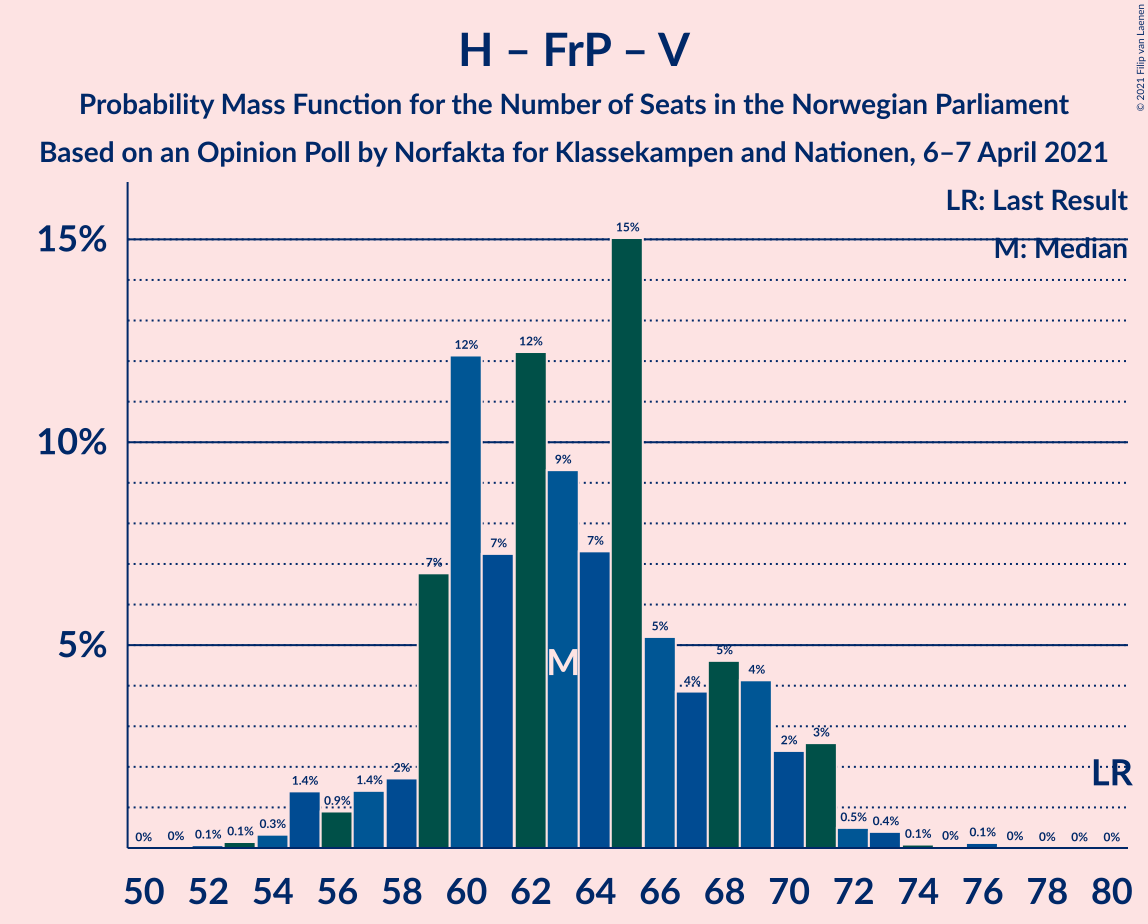 H – FrP – V
Probability Mass Function for the Number of Seats in the Norwegian Parliament
Based on an Opinion Poll by Norfakta for Klassekampen and Nationen, 6–7 April 2021
© 2021 Filip van Laenen
LR: Last Result
M: Median
15%
10%
5%
0% 0% 0.1% 0.1% 0.3% 1.4% 0.9% 1.4% 2% 7% 12% 7% 12% 9% 7% 15% 5% 4% 5% 4% 2% 3% 0.5% 0.4% 0.1% 0% 0.1% 0% 0% 0% 0%
M
LR
50 52 54 56 58 60 62 64 66 68 70 72 74 76 78 80